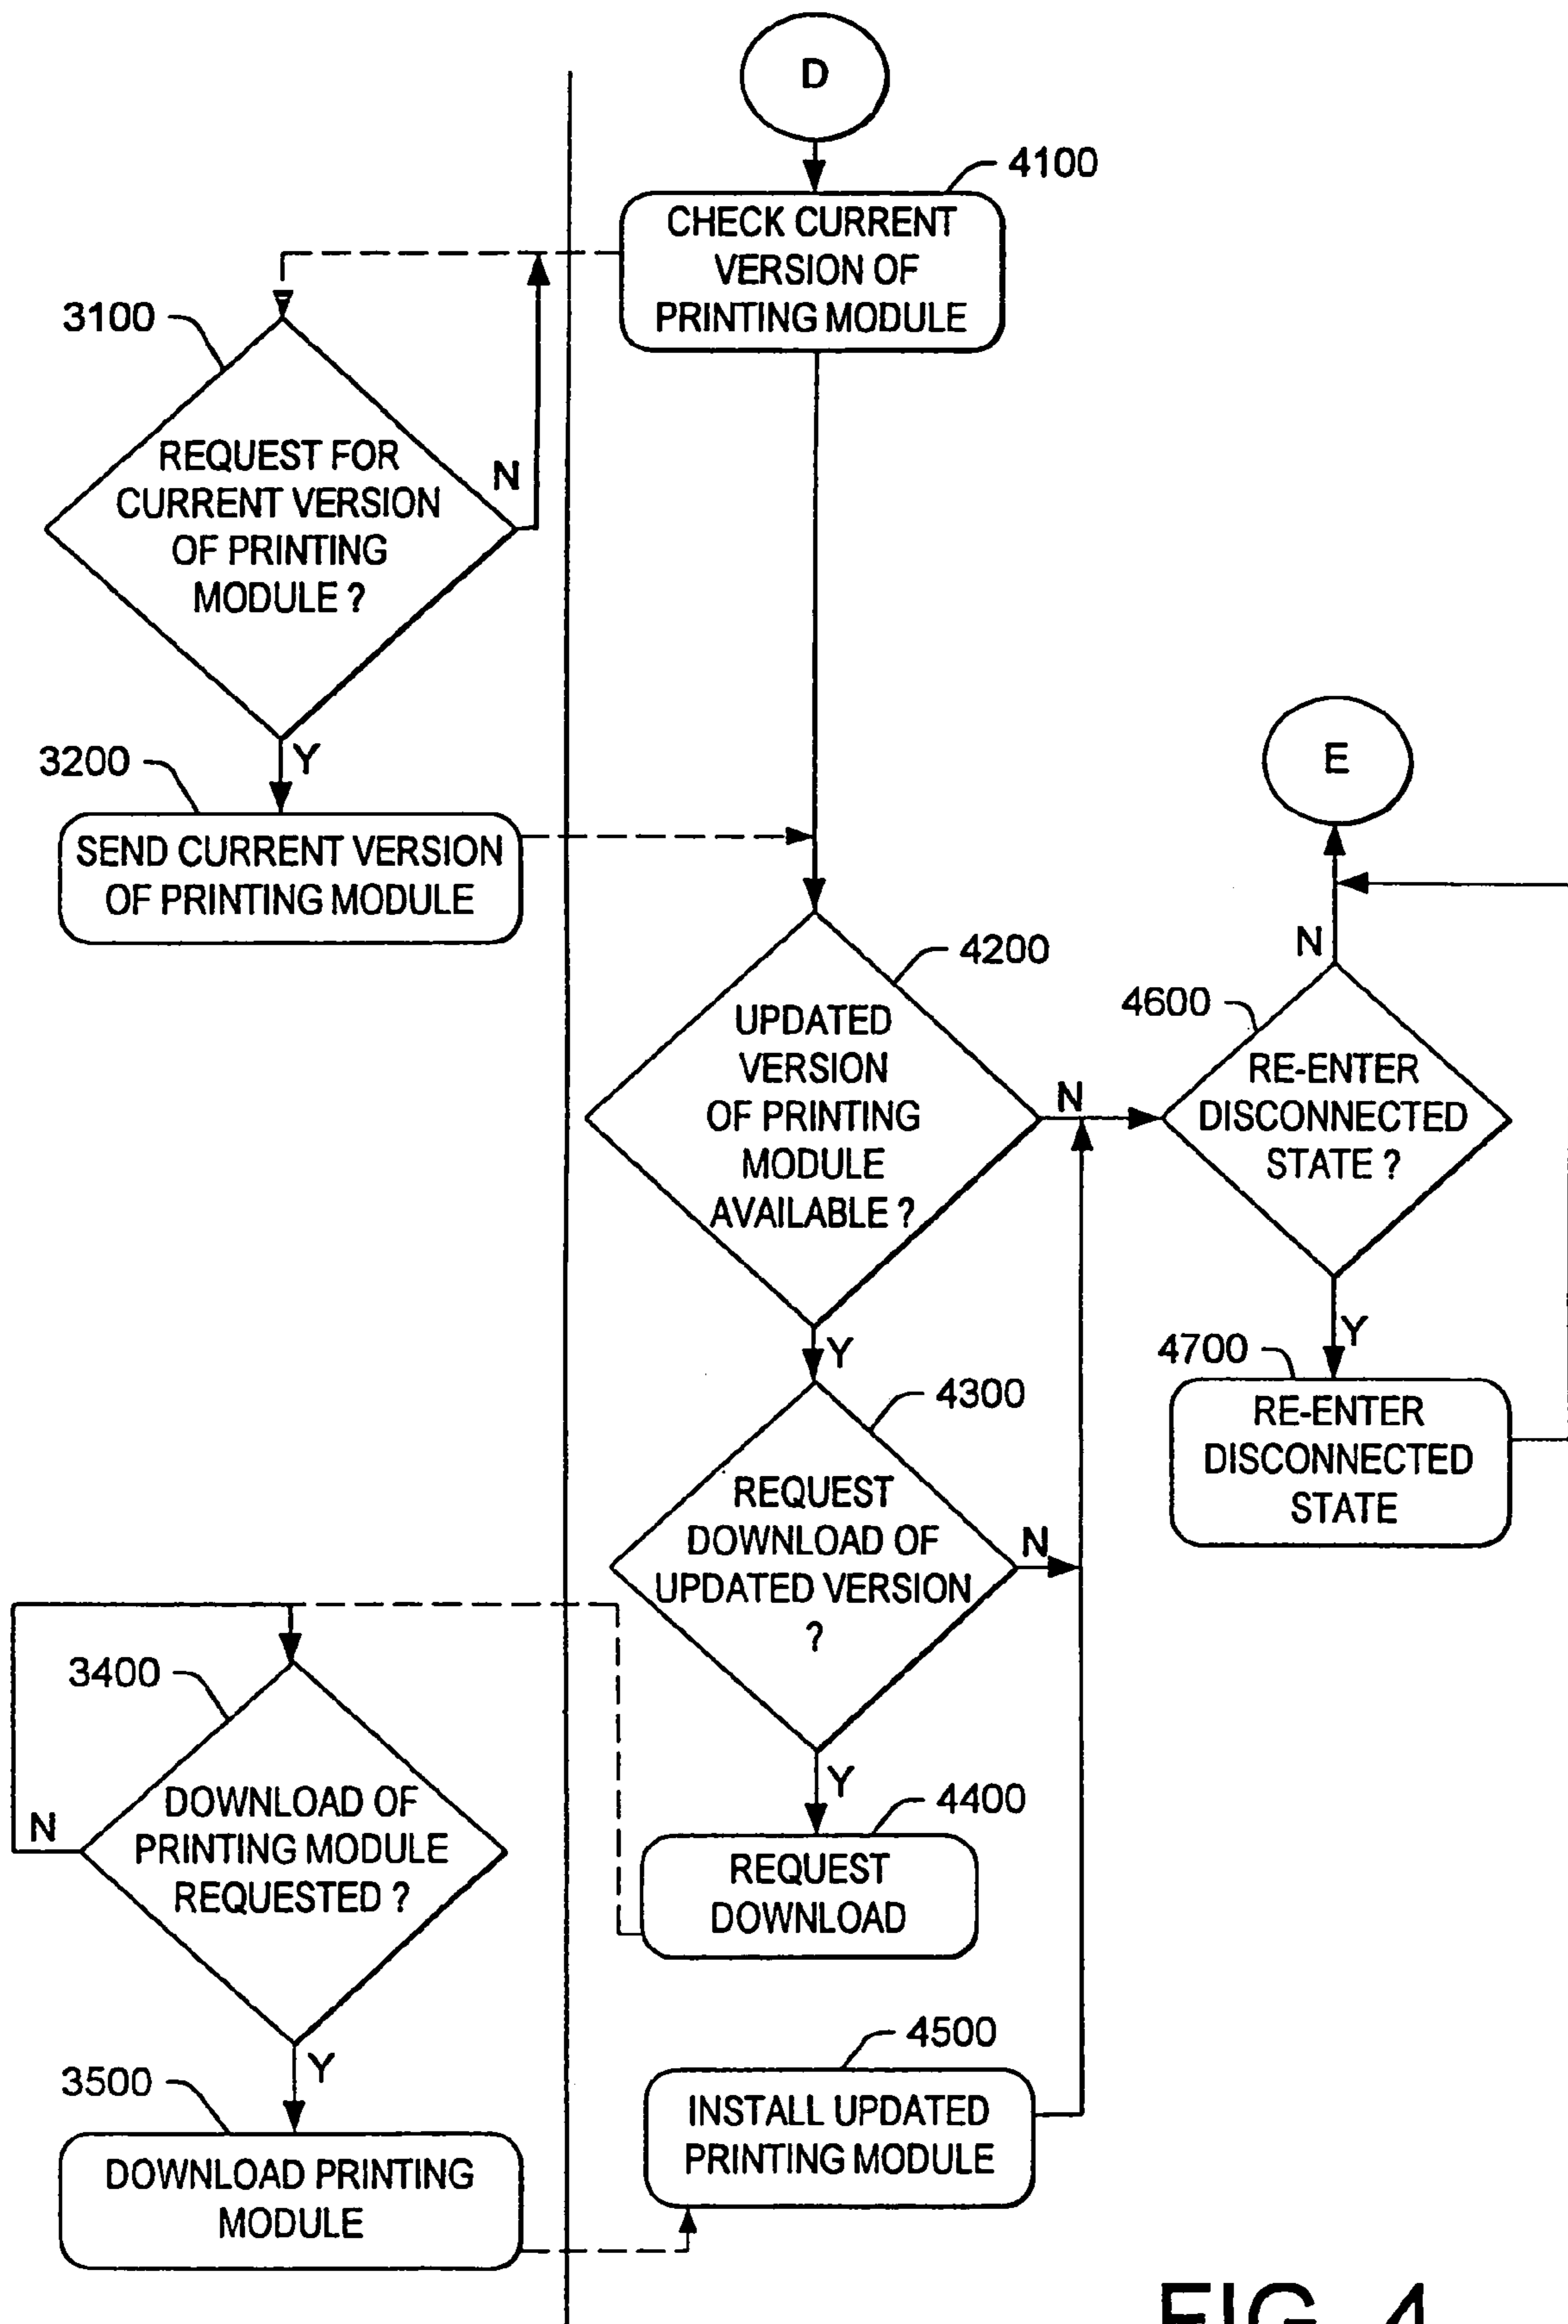 D
4100
CHECK CURRENT
VERSION OF
PRINTING MODULE
3100
REQUEST FOR
CURRENT VERSION
OF PRINTING
MODULE ?
N
Y
3200
SEND CURRENT VERSION
OF PRINTING MODULE
E
N
4200
UPDATED
VERSION
OF PRINTING
MODULE
AVAILABLE ?
N
4600
RE-ENTER
DISCONNECTED
STATE ?
Y
Y
4700
RE-ENTER
DISCONNECTED
STATE
4300
REQUEST
DOWNLOAD OF
UPDATED VERSION
?
N
Y
3400
DOWNLOAD OF
PRINTING MODULE
REQUESTED ?
N
Y
4400
REQUEST
DOWNLOAD
4500
INSTALL UPDATED
PRINTING MODULE
3500
DOWNLOAD PRINTING
MODULE
FIG. 4